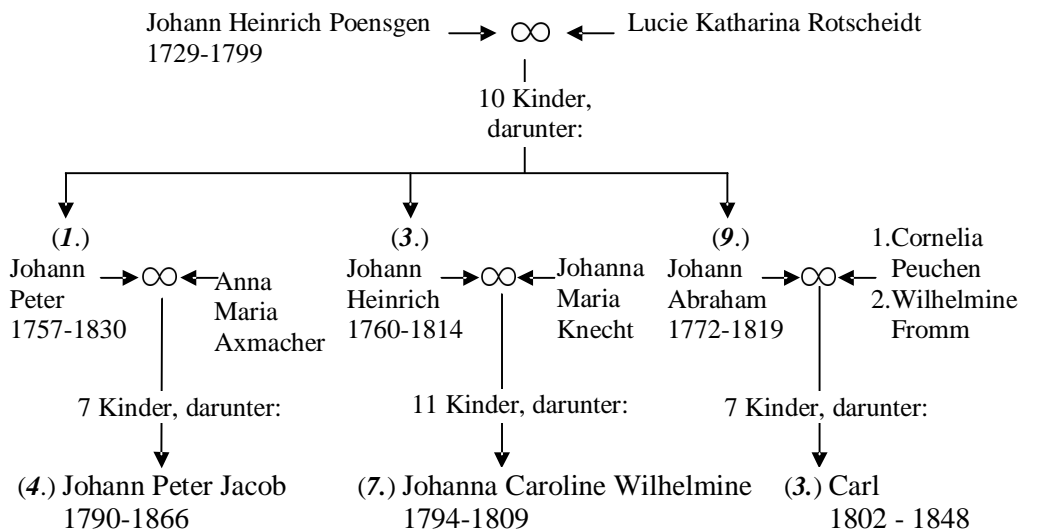 Johann Heinrich Poensgen ∞ Lucie Katharina Rotscheidt
1729-1799
10 Kinder,
darunter:
(1.)
Johann
Peter
1757-1830
∞
Anna
Maria
Axmacher
(3.)
Johann
Heinrich
1760-1814
∞
Johanna
Maria
Knecht
(9.)
Johann
Abraham
1772-1819
∞
1.Cornelia
Peuchen
2.Wilhelmine
Fromm
7 Kinder, darunter:
11 Kinder, darunter:
7 Kinder, darunter:
(4.) Johann Peter Jacob
1790-1866
(7.) Johanna Caroline Wilhelmine
1794-1809
(3.) Carl
1802 - 1848